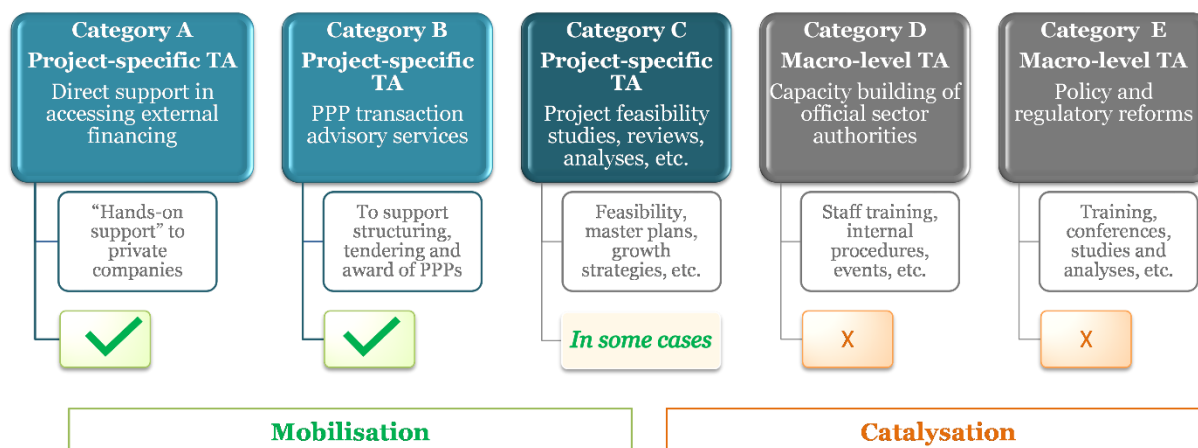 Category A
Project-specific TA
Direct support in
accessing external
financing
Category B
Project-specific TA
PPP transaction
advisory services
Category C
Project-specific
TA
Project feasibility
studies, reviews,
analyses, etc.
Category D
Macro-level TA
Capacity building of
official sector
authorities
Category E
Macro-level TA
Policy and
regulatory reforms
“Hands-on
support” to
private
companies
To support
structuring,
tendering and
award of PPPs
Feasibility,
master plans,
growth
strategies, etc.
Staff training,
internal
procedures,
events, etc.
Training,
conferences,
studies and
analyses, etc.
In some cases
X
X
Mobilisation
Catalysation